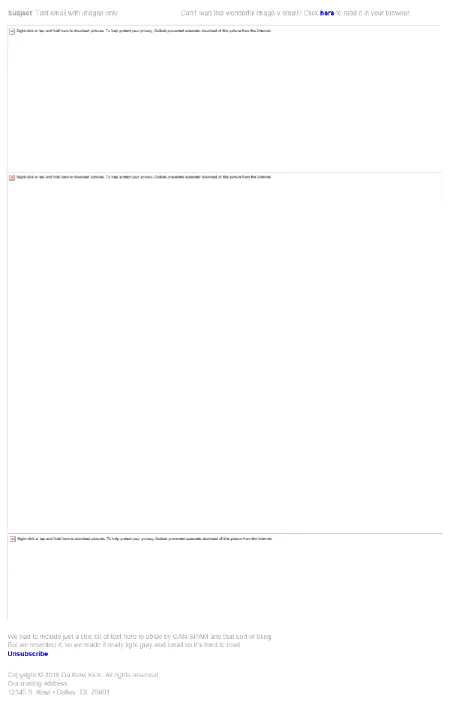 Subject: Test email with images only
Can't read this wonderful image-y email? Click here to read it in your browser.
Right-click or tap and hold here to download pictures. To help protect your privacy, Outlook prevented automatic download of this picture from the Internet.
Right-click or tap and hold here to download pictures. To help protect your privacy, Outlook prevented automatic download of this picture from the Internet.
Right-click or tap and hold here to download pictures. To help protect your privacy, Outlook prevented automatic download of this picture from the Internet.
We had to include just a little bit of text here to abide by CAN-SPAM and that sort of thing.
But we resented it, so we made it really light gray and small so it's hard to read.
Unsubscribe
Copyright © 2016 Da Kewl Kids. All rights reserved.
Our mailing address:
12345 S. Kewl • Dallas, TX 75001